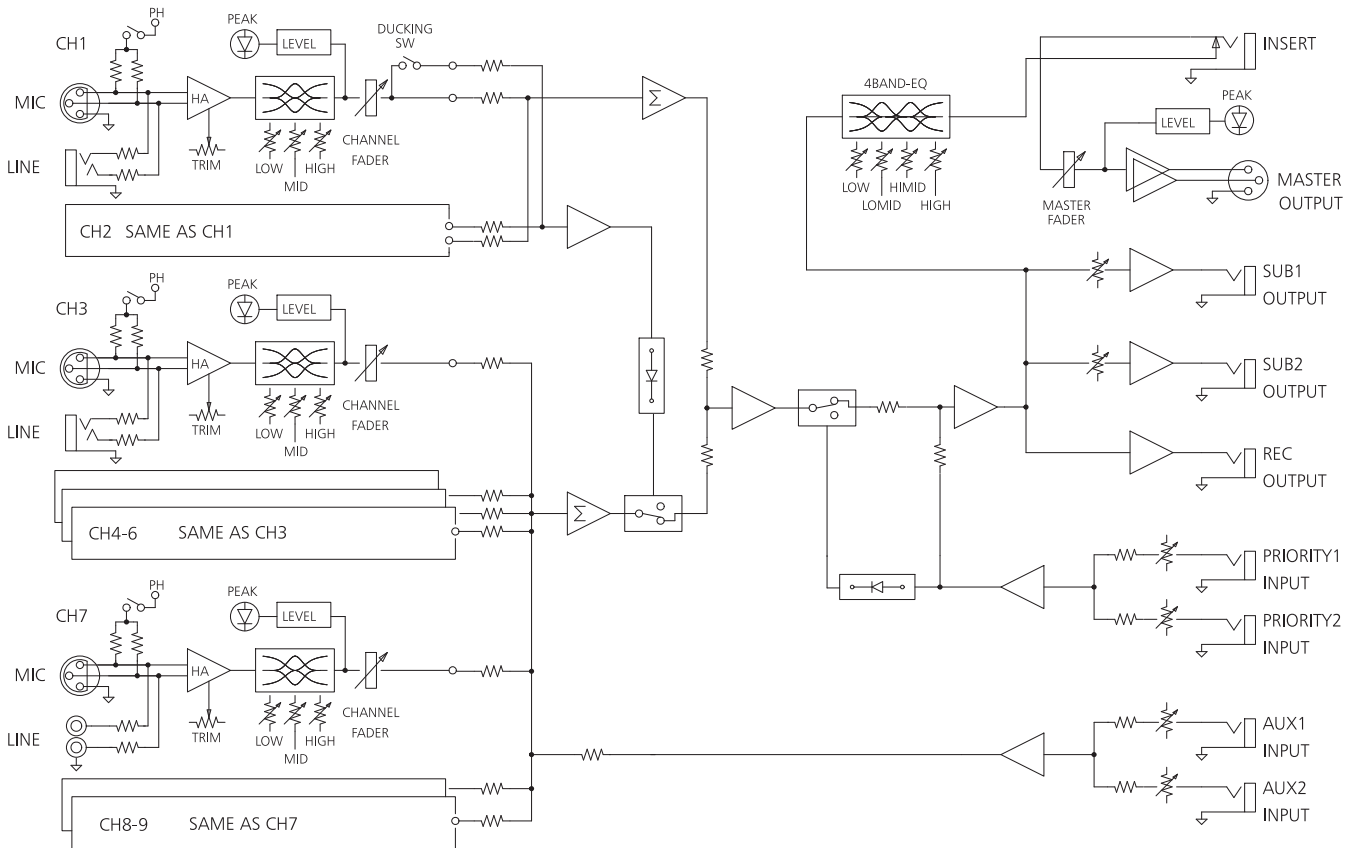 PH
CH1
PEAK
LEVEL
DUCKING
SW
MIC
HA
LINE
TRIM
LOW
MID
HIGH
CHANNEL
FADER
CH2 SAME AS CH1
Σ
4BAND-EQ
LOW
LOMID
HIMID
HIGH
INSERT
PEAK
LEVEL
MASTER
FADER
MASTER
OUTPUT
PH
CH3
PEAK
LEVEL
MIC
HA
LINE
TRIM
LOW
MID
HIGH
CHANNEL
FADER
SUB1
OUTPUT
SUB2
OUTPUT
REC
OUTPUT
CH4-6 SAME AS CH3
Σ
PRIORITY1
INPUT
PRIORITY2
INPUT
PH
CH7
PEAK
LEVEL
MIC
HA
LINE
TRIM
LOW
MID
HIGH
CHANNEL
FADER
AUX1
INPUT
AUX2
INPUT
CH8-9 SAME AS CH7